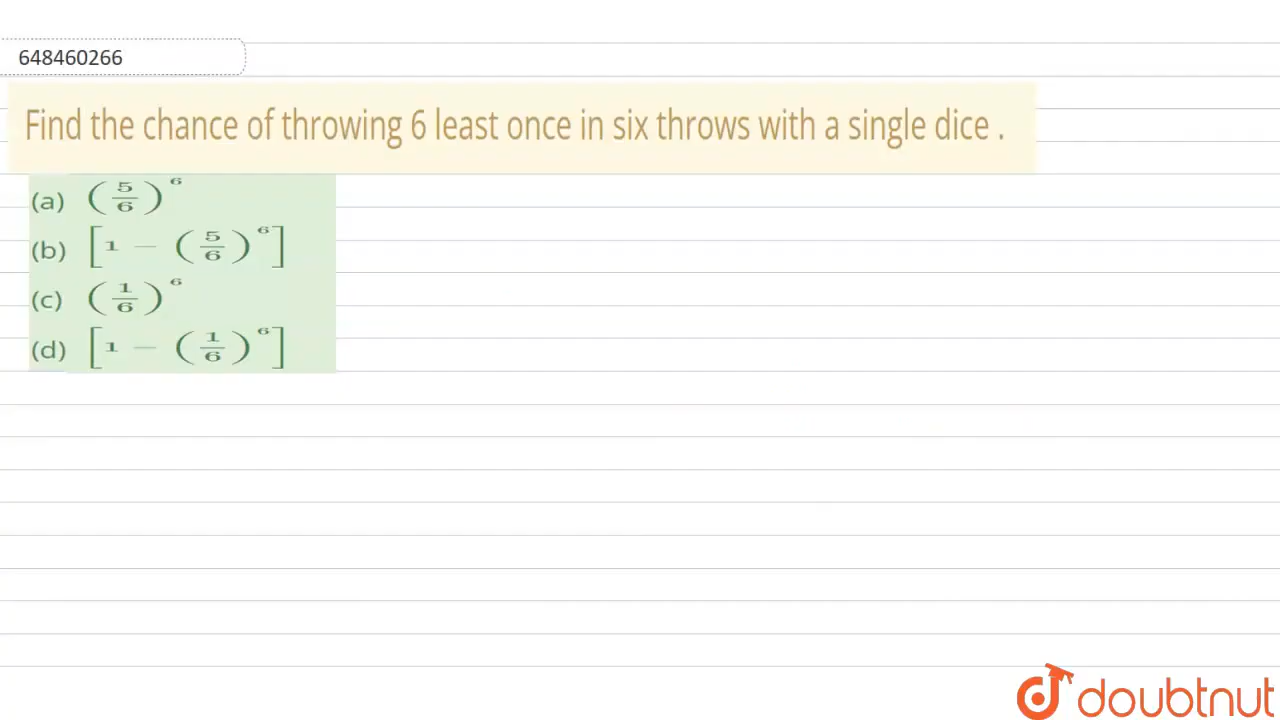 648460266
Find the chance of throwing 6 least once in six throws with a single dice .
(a) (5/6)^6
(b) [1 − (5/6)^6]
(c) (1/6)^6
(d) [1 − (1/6)^6]
doubtnut